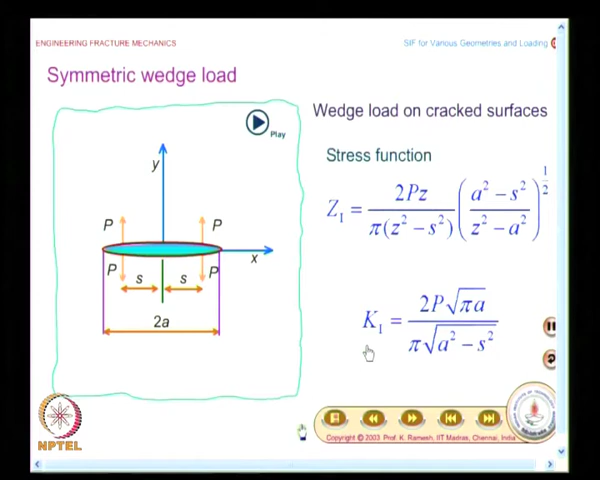 ENGINEERING FRACTURE MECHANICS
SIF for Various Geometries and Loading
Symmetric wedge load
Wedge load on cracked surfaces
Play
Stress function
y
Z₁ = 2Pz / π(z² − s²) ((a² − s²) / (z² − a²))^(1/2)
P P
x
P P
s s
K₁ = 2P√(πa) / π√(a² − s²)
2a
NPTEL
Copyright © 2003 Prof. K. Ramesh, IIT Madras, Chennai, India